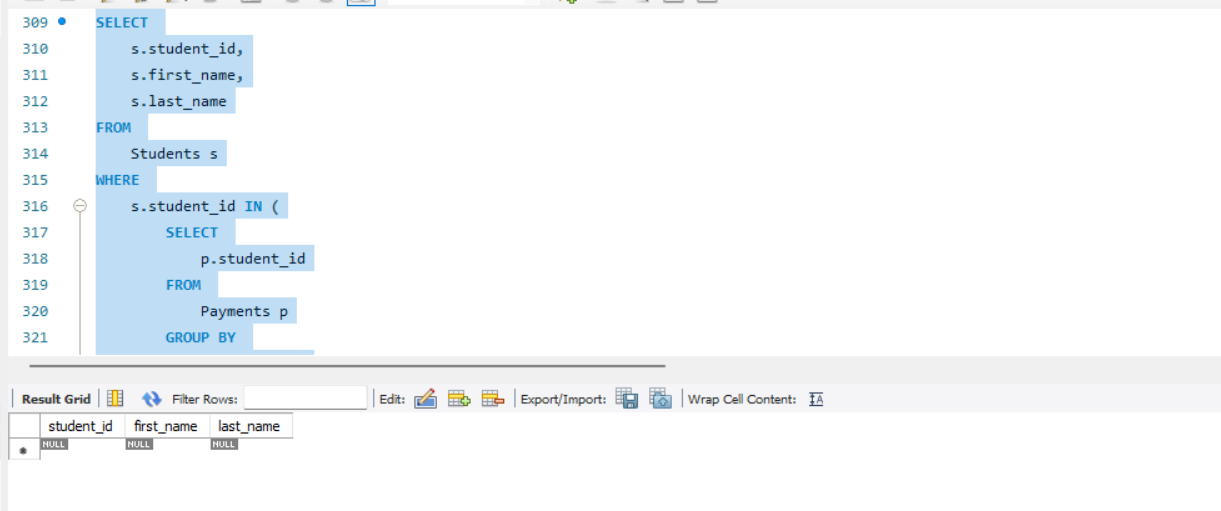 309 SELECT
310 s.student_id,
311 s.first_name,
312 s.last_name
313 FROM
314 Students s
315 WHERE
316 s.student_id IN (
317 SELECT
318 p.student_id
319 FROM
320 Payments p
321 GROUP BY
Result Grid Filter Rows: Edit: Export/Import: Wrap Cell Content: IA
student_id first_name last_name
NULL NULL NULL